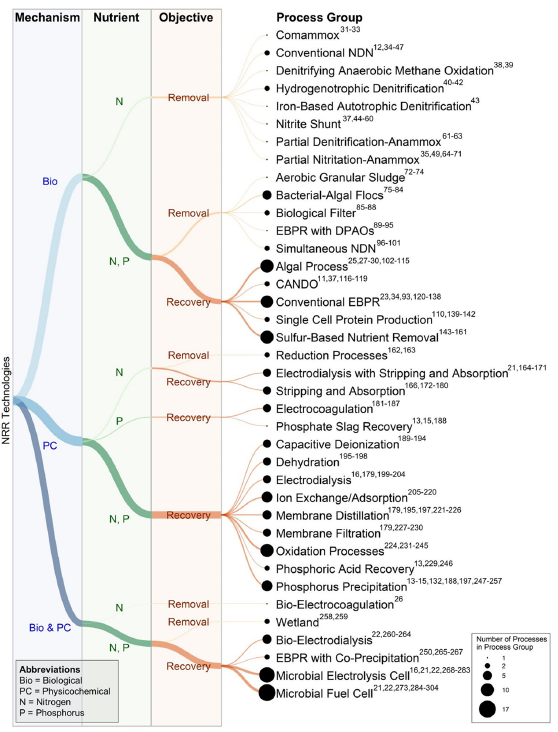 Mechanism Nutrient Objective Process Group
Comammox31-33
Conventional NDN12,34-47
Denitrifying Anaerobic Methane Oxidation38,39
Hydrogenotrophic Denitrification40-42
N Removal Iron-Based Autotrophic Denitrification43
Nitrite Shunt37,44-60
Partial Denitrification-Anammox61-63
Partial Nitritation-Anammox35,49,64-71
Bio Aerobic Granular Sludge72-74
Bacterial-Algal Flocs75-84
Removal Biological Filter85-88
EBPR with DPAOs89-95
Simultaneous NDN96-101
N, P Algal Process25,27-30,102-115
CANDO11,37,116-119
Recovery Conventional EBPR23,34,93,120-138
Single Cell Protein Production110,139-142
Sulfur-Based Nutrient Removal143-161
Removal Reduction Processes162,163
N Recovery Electrodialysis with Stripping and Absorption21,164-171
Stripping and Absorption166,172-180
NRR Technologies
P Recovery Electrocoagulation181-187
Phosphate Slag Recovery13,15,188
PC Capacitive Deionization189-194
Dehydration195-198
Electrodialysis16,179,199-204
Ion Exchange/Adsorption205-220
N, P Recovery Membrane Distillation179,195,197,221-226
Membrane Filtration179,227-230
Oxidation Processes224,231-245
Phosphoric Acid Recovery13,229,246
Phosphorus Precipitation13-15,132,188,197,247-257
N Removal Bio-Electrocoagulation26
Bio & PC Removal Wetland258,259
N, P Bio-Electrodialysis22,260-264
EBPR with Co-Precipitation250,265-267
Recovery Microbial Electrolysis Cell16,21,22,268-283
Microbial Fuel Cell21,22,273,284-304
Abbreviations
Bio = Biological
PC = Physicochemical
N = Nitrogen
P = Phosphorus
Number of Processes
in Process Group
1
2
5
10
17